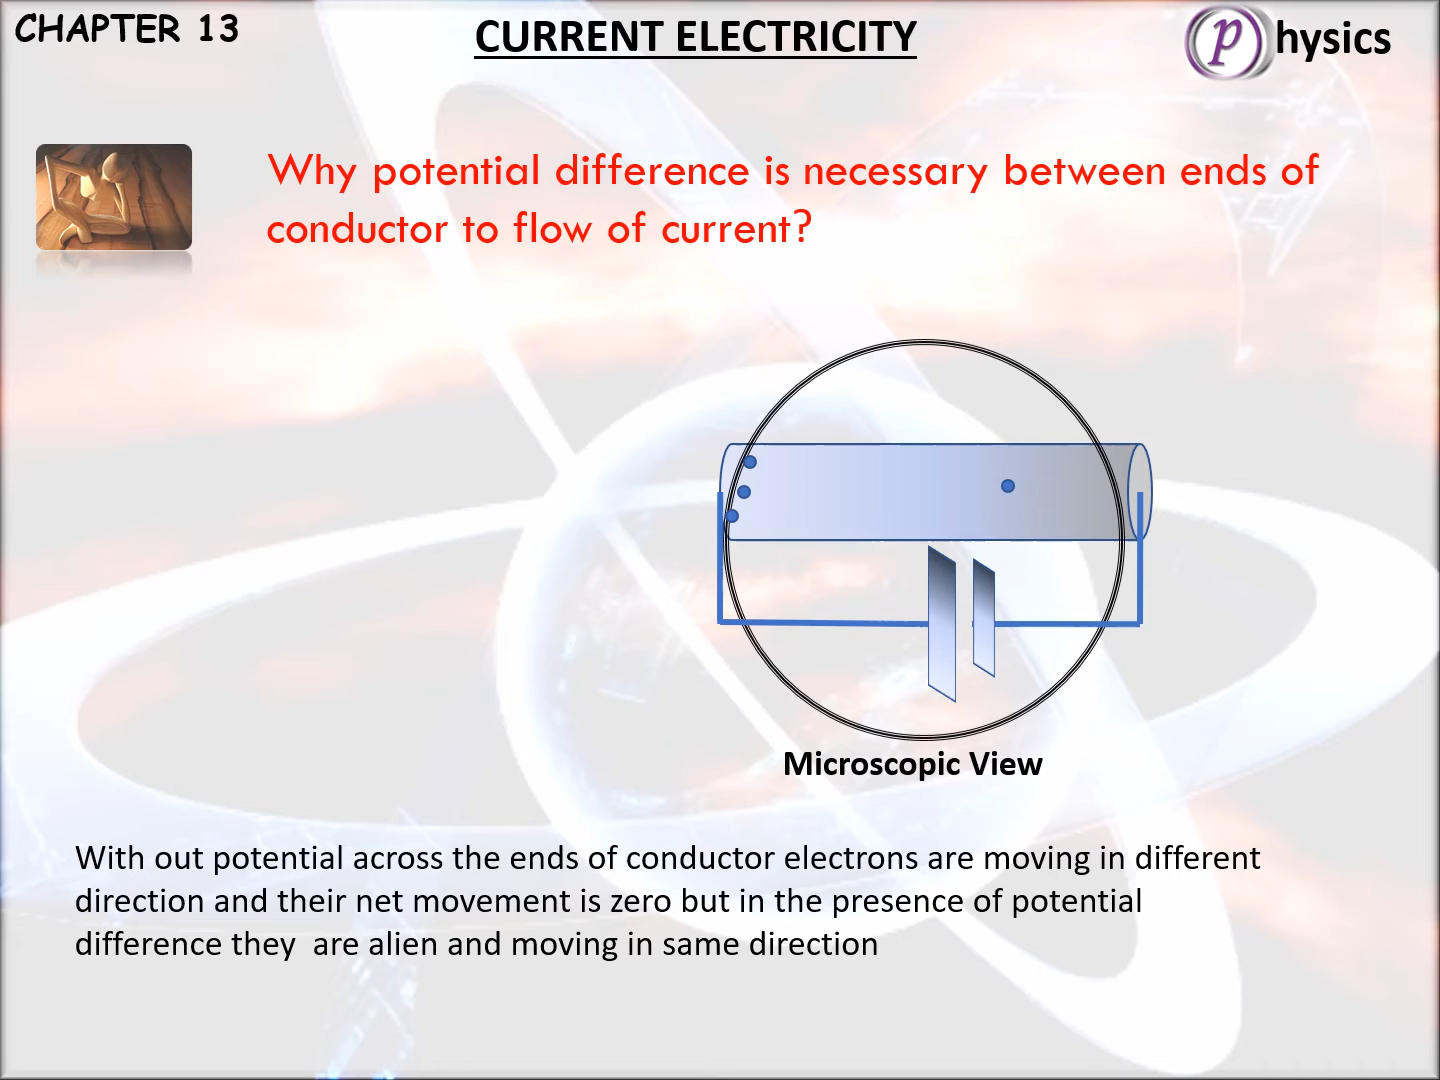 CHAPTER 13
CURRENT ELECTRICITY
Physics
Why potential difference is necessary between ends of
conductor to flow of current?
Microscopic View
With out potential across the ends of conductor electrons are moving in different
direction and their net movement is zero but in the presence of potential
difference they  are alien and moving in same direction